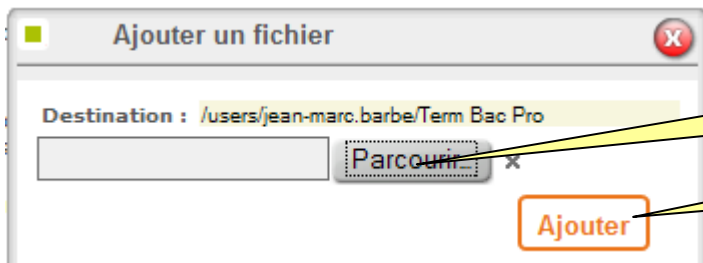 Ajouter un fichier
Destination : /users/jean-marc.barbe/Term Bac Pro
Parcourir...
Ajouter